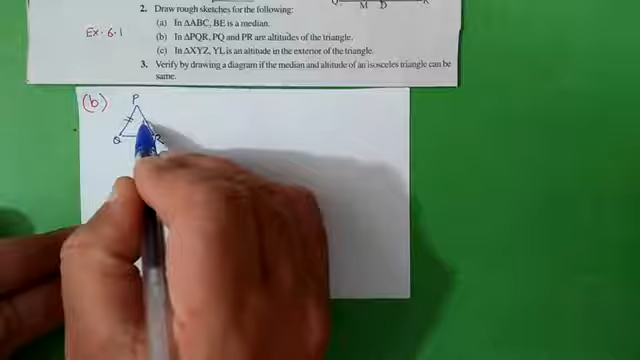 Q M D R
2. Draw rough sketches for the following:
Ex. 6.1
(a) In ΔABC, BE is a median.
(b) In ΔPQR, PQ and PR are altitudes of the triangle.
(c) In ΔXYZ, YL is an altitude in the exterior of the triangle.
3. Verify by drawing a diagram if the median and altitude of an isosceles triangle can be
same.
(b)
P
Q R